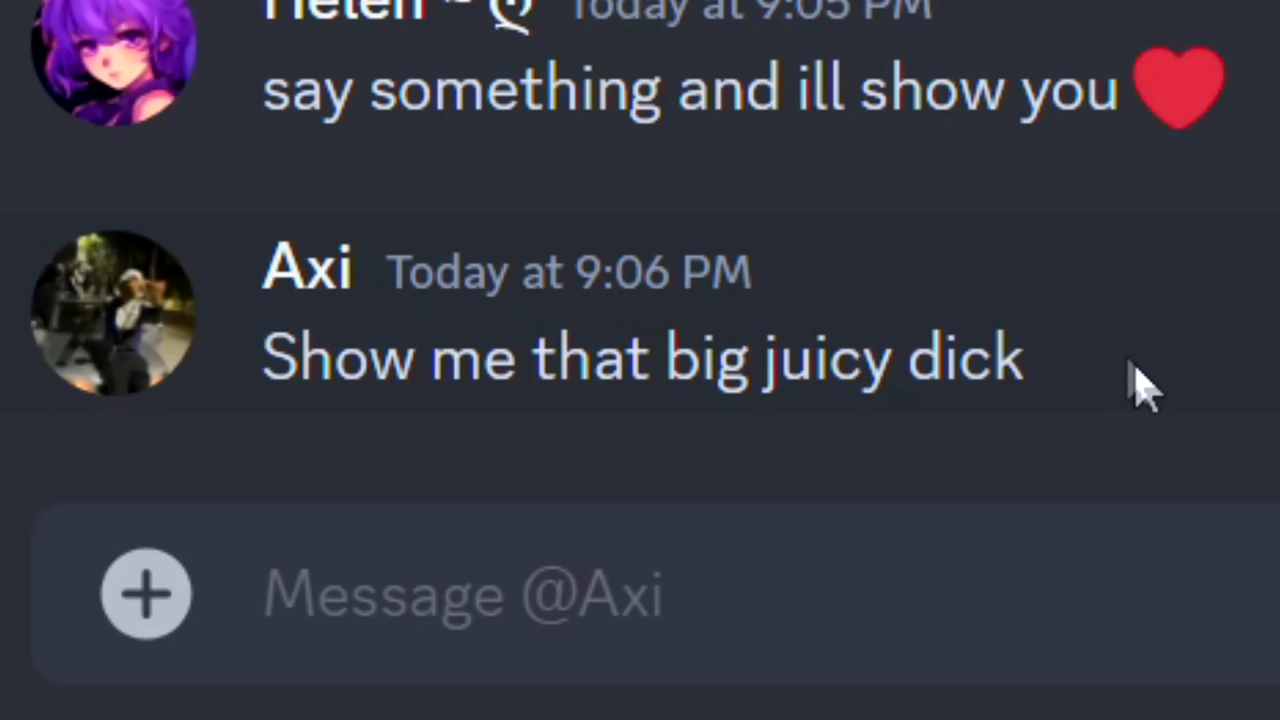 Helen ~ ღ Today at 9:05 PM
say something and ill show you ❤️
Axi Today at 9:06 PM
Show me that big juicy dick
Message @Axi